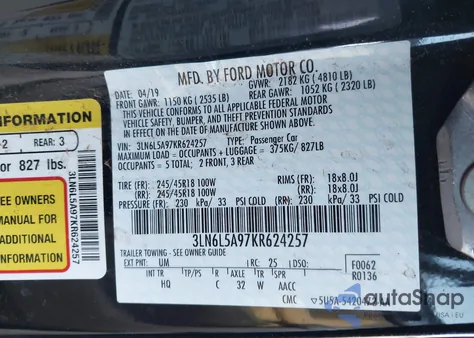 NFORMATION
2 REAR: 3
or 827 lbs.
EE OWNERS
MANUAL FOR
ADDITIONAL
FORMATION
3LN6L5A97KR624257
MFD. BY FORD MOTOR CO.
DATE: 04/19 GVWR: 2182 KG ( 4810 LB)
FRONT GAWR: 1150 KG ( 2535 LB) REAR GAWR: 1052 KG ( 2320 LB)
THIS VEHICLE CONFORMS TO ALL APPLICABLE FEDERAL MOTOR
VEHICLE SAFETY, BUMPER, AND THEFT PREVENTION STANDARDS
IN EFFECT ON THE DATE OF MANUFACTURE SHOWN ABOVE.
VIN: 3LN6L5A97KR624257 TYPE: Passenger Car
MAXIMUM LOAD = OCCUPANTS + LUGGAGE = 375KG/ 827LB
OCCUPANTS = 5 TOTAL; 2 FRONT, 3 REAR
TIRE (FR): 245/45R18 100W RIMS (FR): 18x8.0J
(RR): 245/45R18 100W (RR): 18x8.0J
PRESSURE (FR): 230 kPa/ 33 PSI COLD (RR): 230 kPa/ 33 PSI COLD
3LN6L5A97KR624257
TRAILER TOWING - SEE OWNER GUIDE
EXT PNT: UM RC: 25 DSO: F0062
R0136
INT TR TP/PS R AXLE TR SPR
HQ C 32 W AACC
CMC
autoSnap